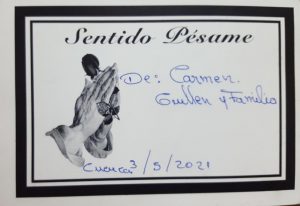 Sentido Pésame
De: Carmen.
Guillen y Familia
Cuenca 3/5/2021